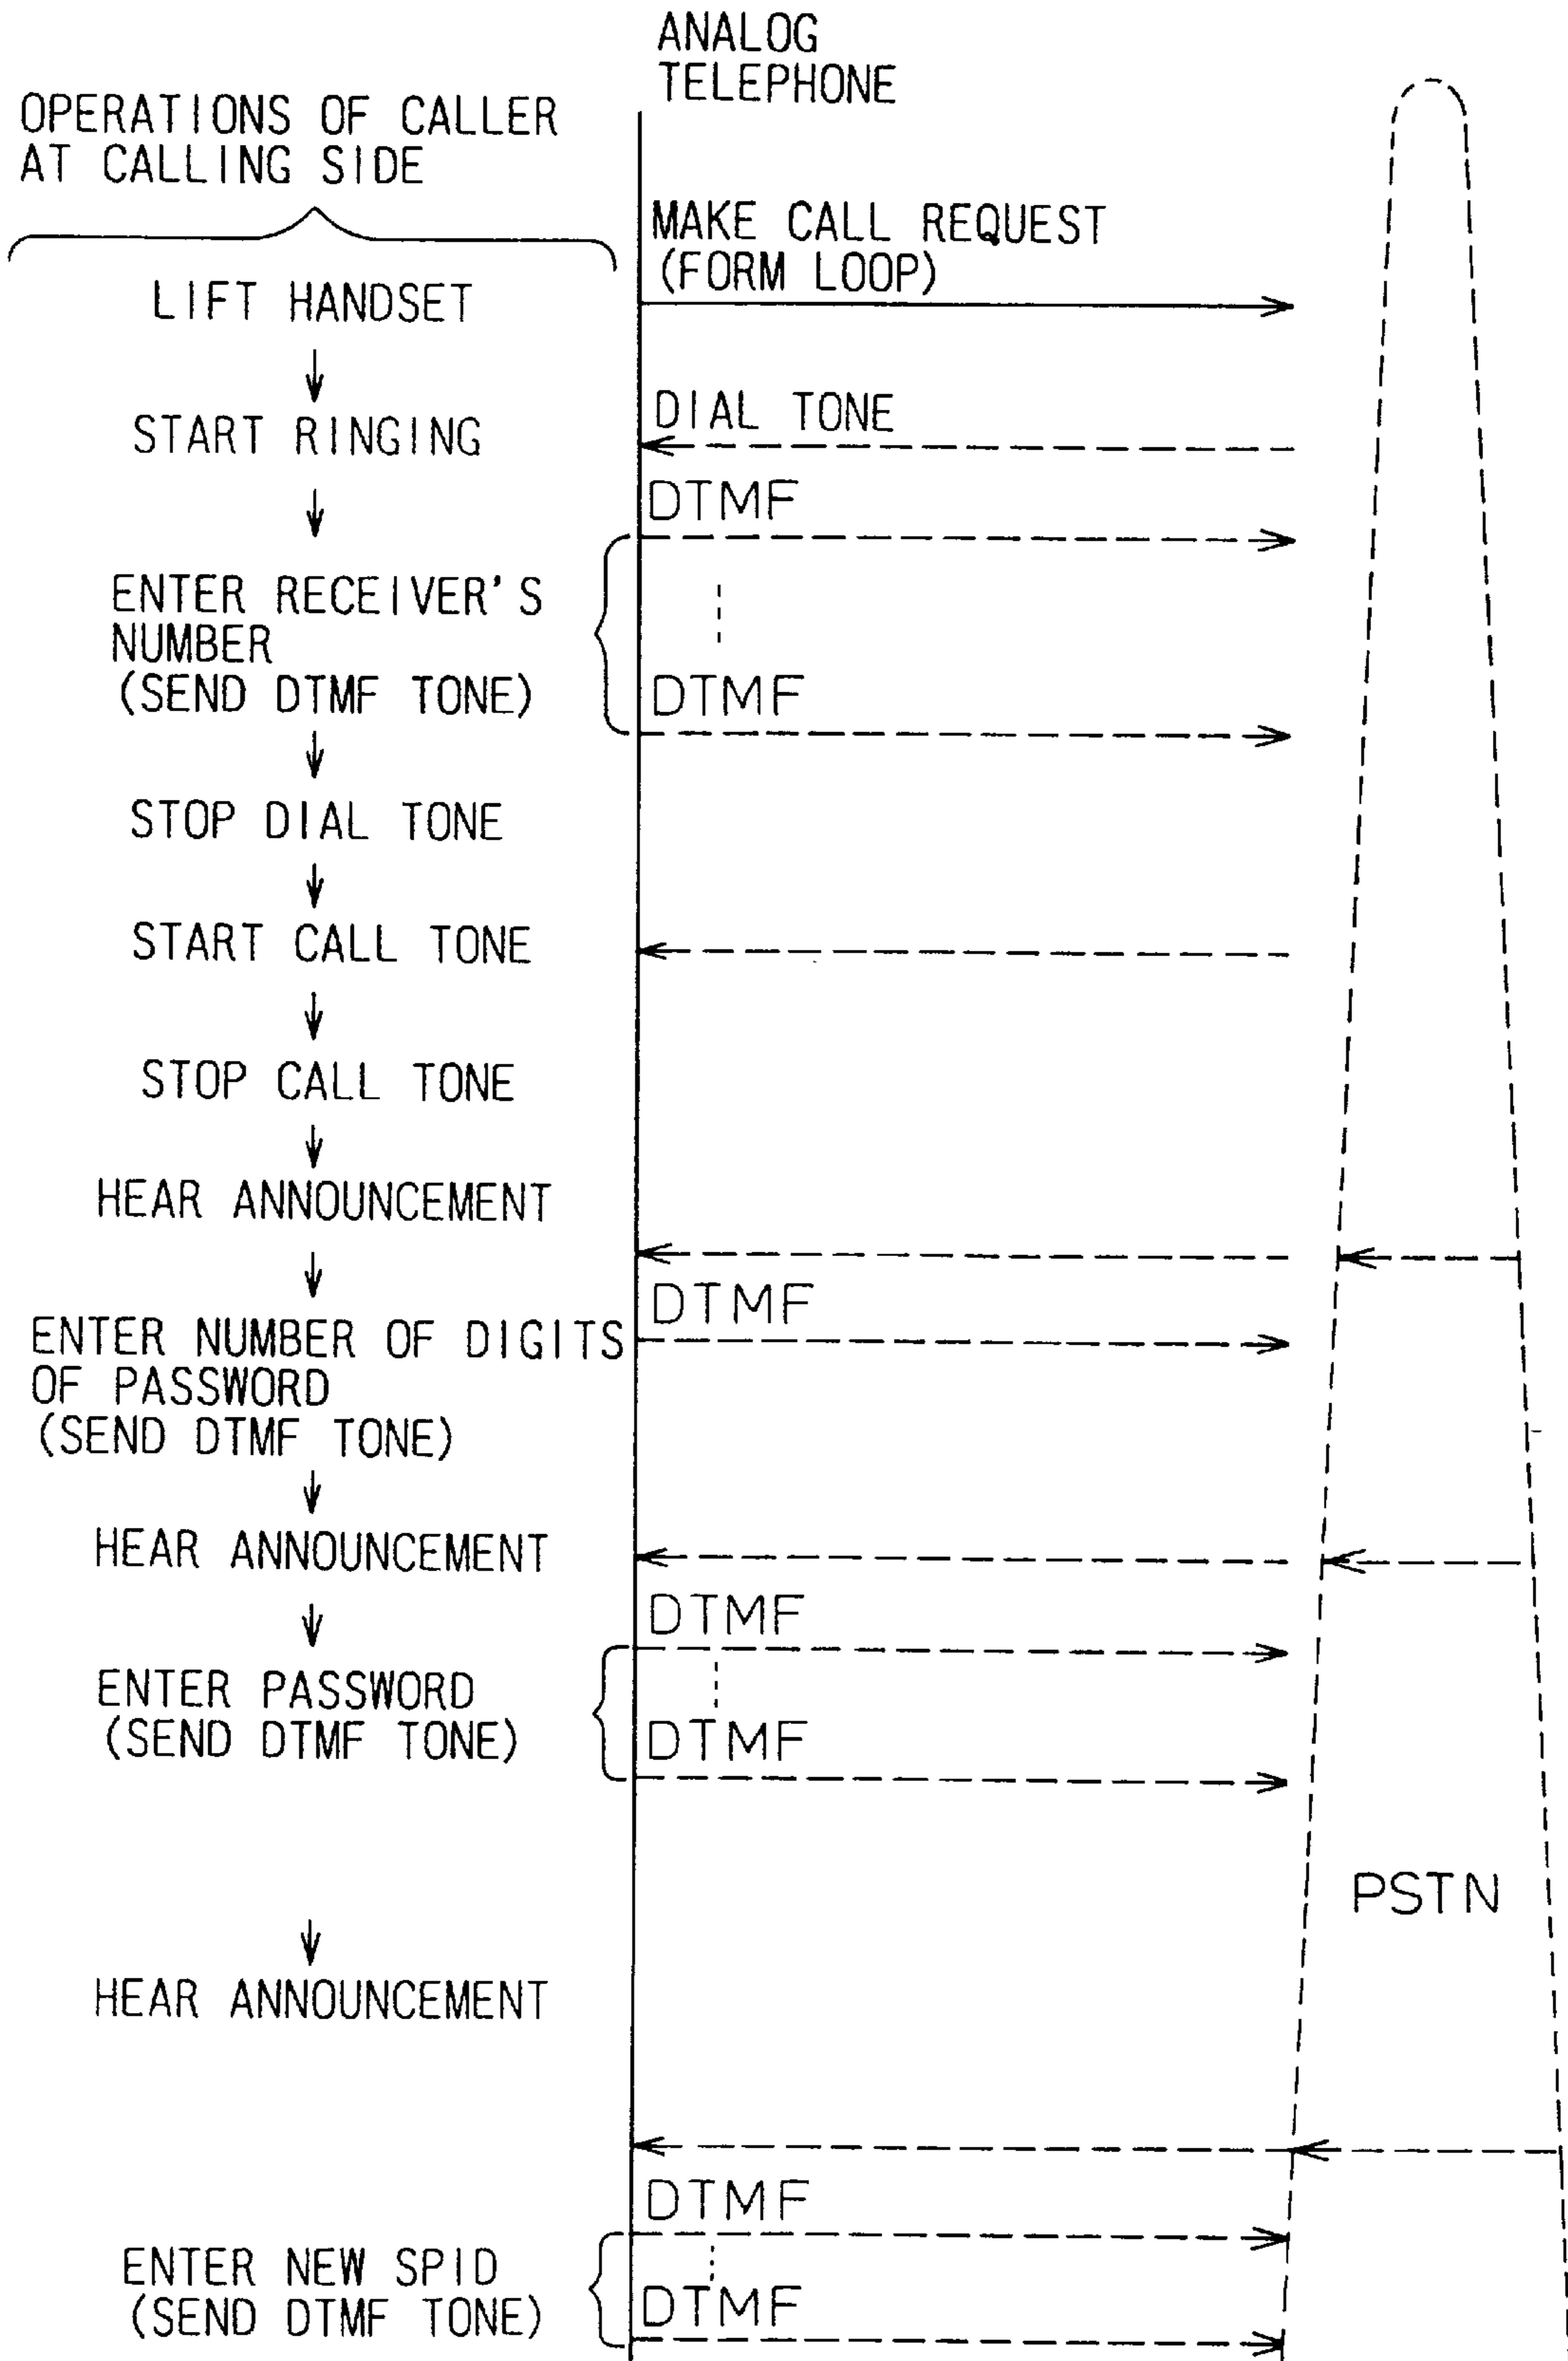 ANALOG
TELEPHONE
OPERATIONS OF CALLER
AT CALLING SIDE
MAKE CALL REQUEST
(FORM LOOP)
LIFT HANDSET
DIAL TONE
START RINGING
DTMF
ENTER RECEIVER'S
NUMBER
(SEND DTMF TONE)
DTMF
STOP DIAL TONE
START CALL TONE
STOP CALL TONE
HEAR ANNOUNCEMENT
DTMF
ENTER NUMBER OF DIGITS
OF PASSWORD
(SEND DTMF TONE)
HEAR ANNOUNCEMENT
DTMF
ENTER PASSWORD
(SEND DTMF TONE)
DTMF
PSTN
HEAR ANNOUNCEMENT
DTMF
ENTER NEW SPID
(SEND DTMF TONE)
DTMF